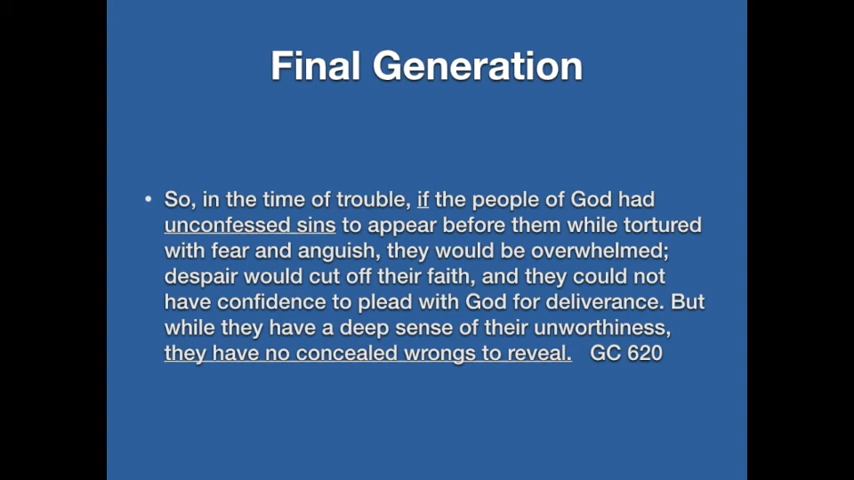 Final Generation
• So, in the time of trouble, if the people of God had
unconfessed sins to appear before them while tortured
with fear and anguish, they would be overwhelmed;
despair would cut off their faith, and they could not
have confidence to plead with God for deliverance. But
while they have a deep sense of their unworthiness,
they have no concealed wrongs to reveal. GC 620